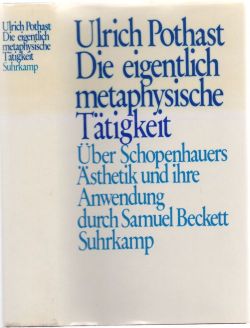 Ulrich Pothast
Die eigentlich
metaphysische
Tätigkeit
Suhrkamp
Ulrich Pothast
Die eigentlich
metaphysische
Tätigkeit
Über Schopenhauers
Ästhetik und ihre
Anwendung
durch Samuel Beckett
Suhrkamp